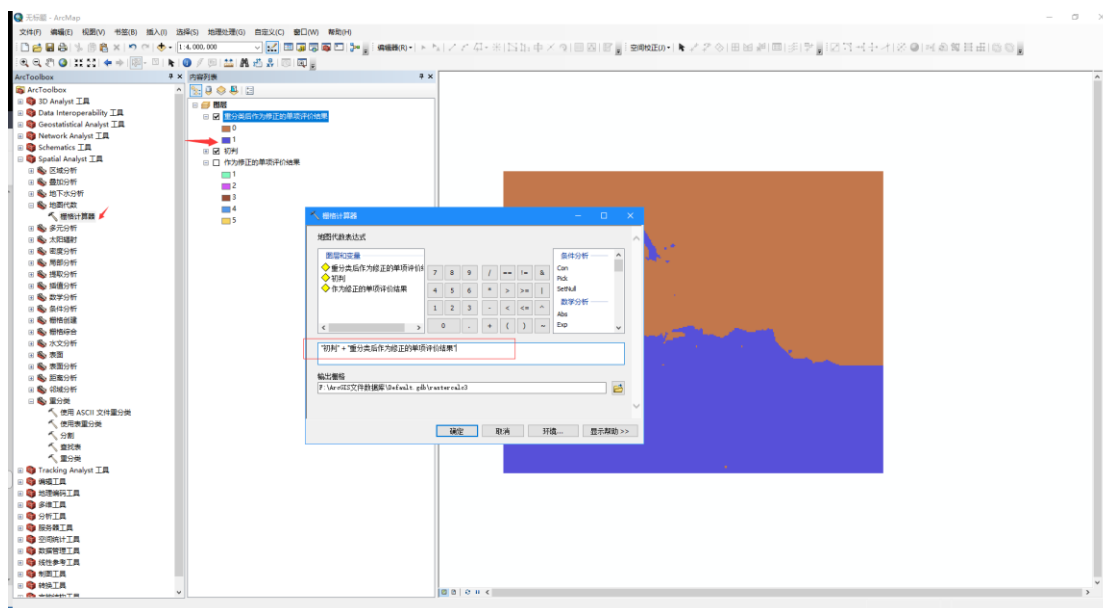 无标题 - ArcMap
文件(F) 编辑(E) 视图(V) 书签(B) 插入(I) 选择(S) 地理处理(G) 自定义(C) 窗口(W) 帮助(H)
1:4,000,000
编辑器(R)
空间校正(J)
ArcToolbox
ArcToolbox
3D Analyst 工具
Data Interoperability 工具
Geostatistical Analyst 工具
Network Analyst 工具
Schematics 工具
Spatial Analyst 工具
区域分析
叠加分析
地下水分析
地图代数
栅格计算器
多元分析
太阳辐射
密度分析
局部分析
提取分析
插值分析
数学分析
条件分析
栅格创建
栅格综合
水文分析
表面
表面分析
距离分析
邻域分析
重分类
使用 ASCII 文件重分类
使用表重分类
分割
查找表
重分类
Tracking Analyst 工具
编辑工具
地理编码工具
多维工具
分析工具
服务器工具
空间统计工具
数据管理工具
线性参考工具
制图工具
转换工具
内容列表
图层
重分类后作为修正的单项评价结果
0
1
初判
作为修正的单项评价结果
1
2
3
4
5
栅格计算器
地图代数表达式
图层和变量
重分类后作为修正的单项评价结
初判
作为修正的单项评价结果
7 8 9 / == != &
4 5 6 * > >= |
1 2 3 - < <= ^
0 . + ( ) ~
条件分析
Con
Pick
SetNull
数学分析
Abs
Exp
"初判" + "重分类后作为修正的单项评价结果"
输出栅格
F:\ArcGIS文件数据库\Default.gdb\rastercalc3
确定
取消
环境...
显示帮助 >>